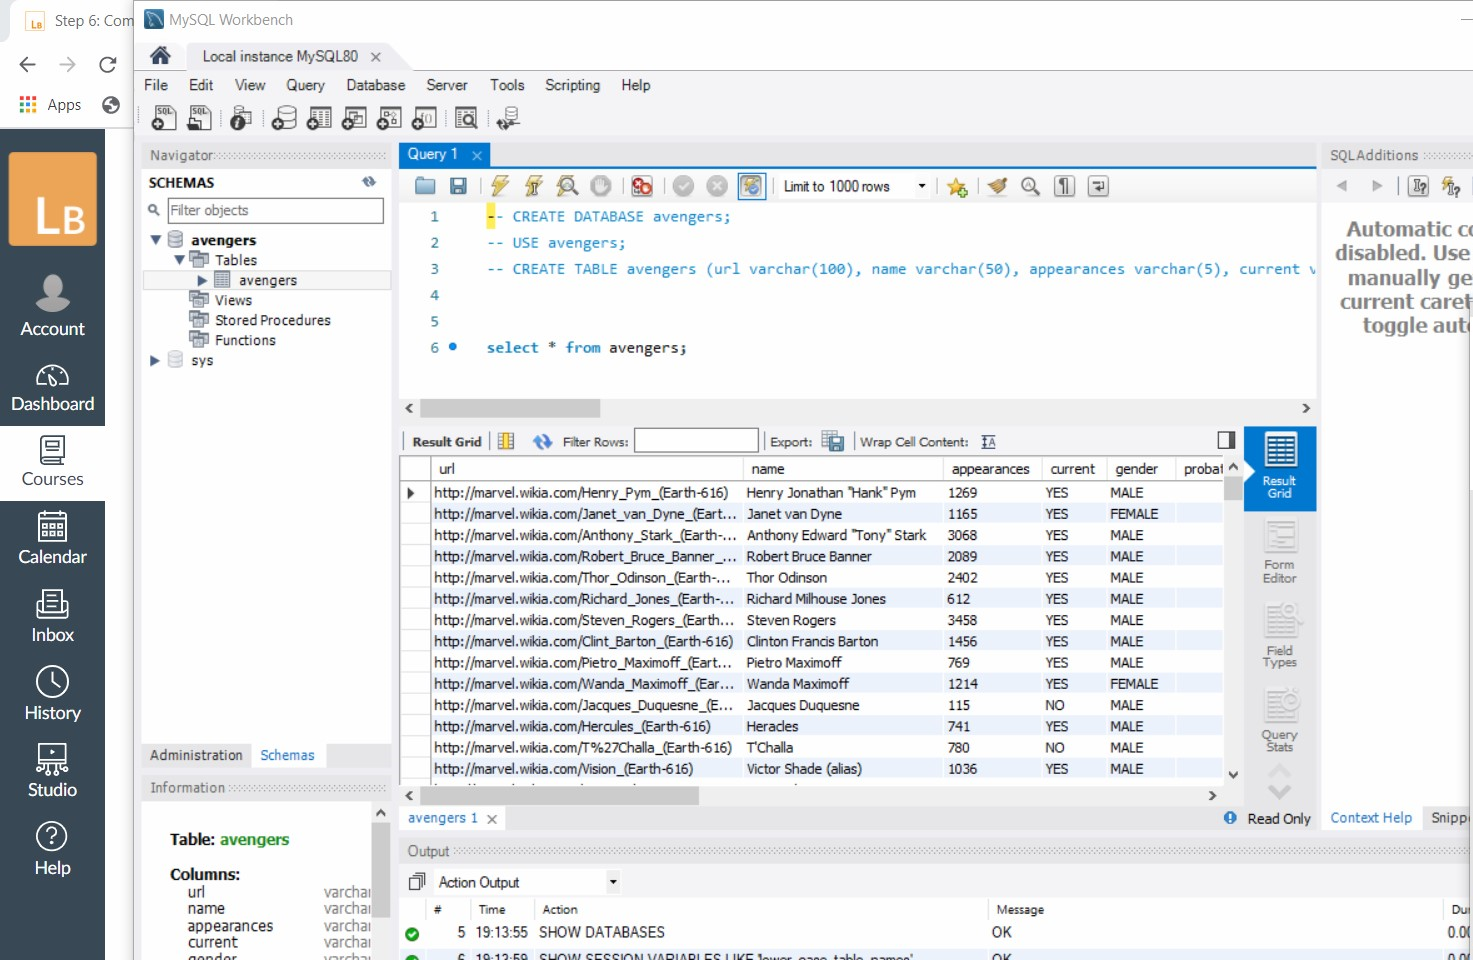 Step 6: Com
MySQL Workbench
Local instance MySQL80
File Edit View Query Database Server Tools Scripting Help
Apps
LB
Account
Dashboard
Courses
Calendar
Inbox
History
Studio
Help
Navigator
SCHEMAS
Filter objects
avengers
Tables
avengers
Views
Stored Procedures
Functions
sys
Administration Schemas
Information
Table: avengers
Columns:
url varchar
name varchar
appearances varchar
current varchar
gender
Query 1
Limit to 1000 rows
1 -- CREATE DATABASE avengers;
2 -- USE avengers;
3 -- CREATE TABLE avengers (url varchar(100), name varchar(50), appearances varchar(5), current v
4
5
6 select * from avengers;
Result Grid Filter Rows: Export: Wrap Cell Content:
url name appearances current gender probat
http://marvel.wikia.com/Henry_Pym_(Earth-616) Henry Jonathan "Hank" Pym 1269 YES MALE
http://marvel.wikia.com/Janet_van_Dyne_(Eart... Janet van Dyne 1165 YES FEMALE
http://marvel.wikia.com/Anthony_Stark_(Earth-... Anthony Edward "Tony" Stark 3068 YES MALE
http://marvel.wikia.com/Robert_Bruce_Banner_... Robert Bruce Banner 2089 YES MALE
http://marvel.wikia.com/Thor_Odinson_(Earth-... Thor Odinson 2402 YES MALE
http://marvel.wikia.com/Richard_Jones_(Earth-... Richard Milhouse Jones 612 YES MALE
http://marvel.wikia.com/Steven_Rogers_(Earth... Steven Rogers 3458 YES MALE
http://marvel.wikia.com/Clint_Barton_(Earth-616) Clinton Francis Barton 1456 YES MALE
http://marvel.wikia.com/Pietro_Maximoff_(Eart... Pietro Maximoff 769 YES MALE
http://marvel.wikia.com/Wanda_Maximoff_(Ear... Wanda Maximoff 1214 YES FEMALE
http://marvel.wikia.com/Jacques_Duquesne_(E... Jacques Duquesne 115 NO MALE
http://marvel.wikia.com/Hercules_(Earth-616) Heracles 741 YES MALE
http://marvel.wikia.com/T%27Challa_(Earth-616) T'Challa 780 NO MALE
http://marvel.wikia.com/Vision_(Earth-616) Victor Shade (alias) 1036 YES MALE
Result Grid
Form Editor
Field Types
Query Stats
avengers 1
Read Only
Output
Action Output
# Time Action Message Du
5 19:13:55 SHOW DATABASES OK 0.00
6 19:13:59 SHOW SESSION VARIABLES LIKE 'lower_case_table_names' OK 0.00
SQLAdditions
Automatic co
disabled. Use
manually ge
current caret
toggle auto
Context Help Snipp